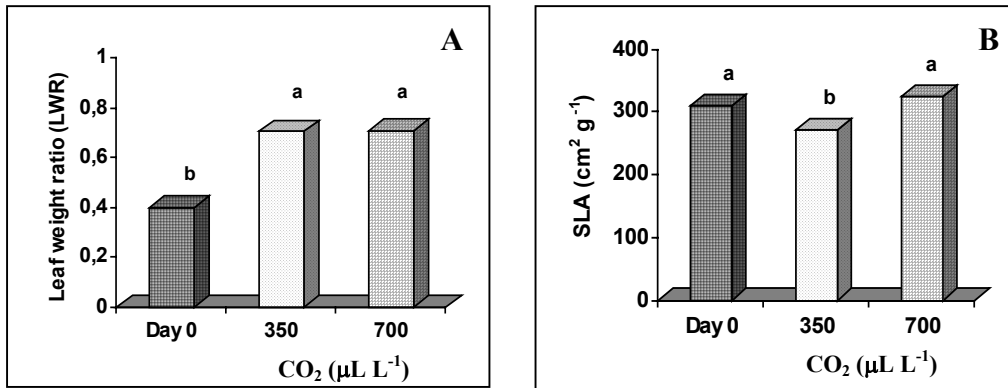 A
Leaf weight ratio (LWR)
1
0,8
0,6
0,4
0,2
0
b
a
a
Day 0 350 700
CO₂ (µL L⁻¹)
B
SLA (cm² g⁻¹)
400
300
200
100
0
a
b
a
Day 0 350 700
CO₂ (µL L⁻¹)